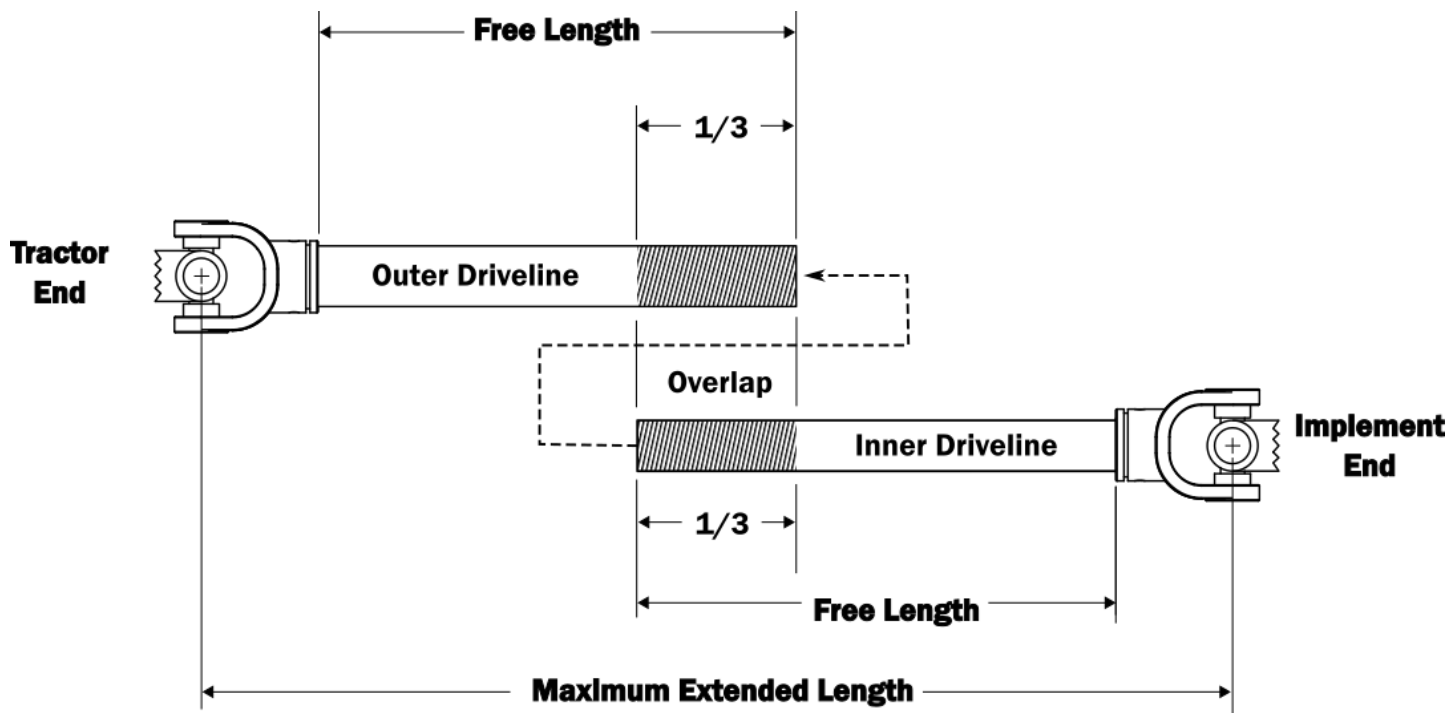 Free Length
1/3
Tractor
End
Outer Driveline
Overlap
Inner Driveline
Implement
End
1/3
Free Length
Maximum Extended Length